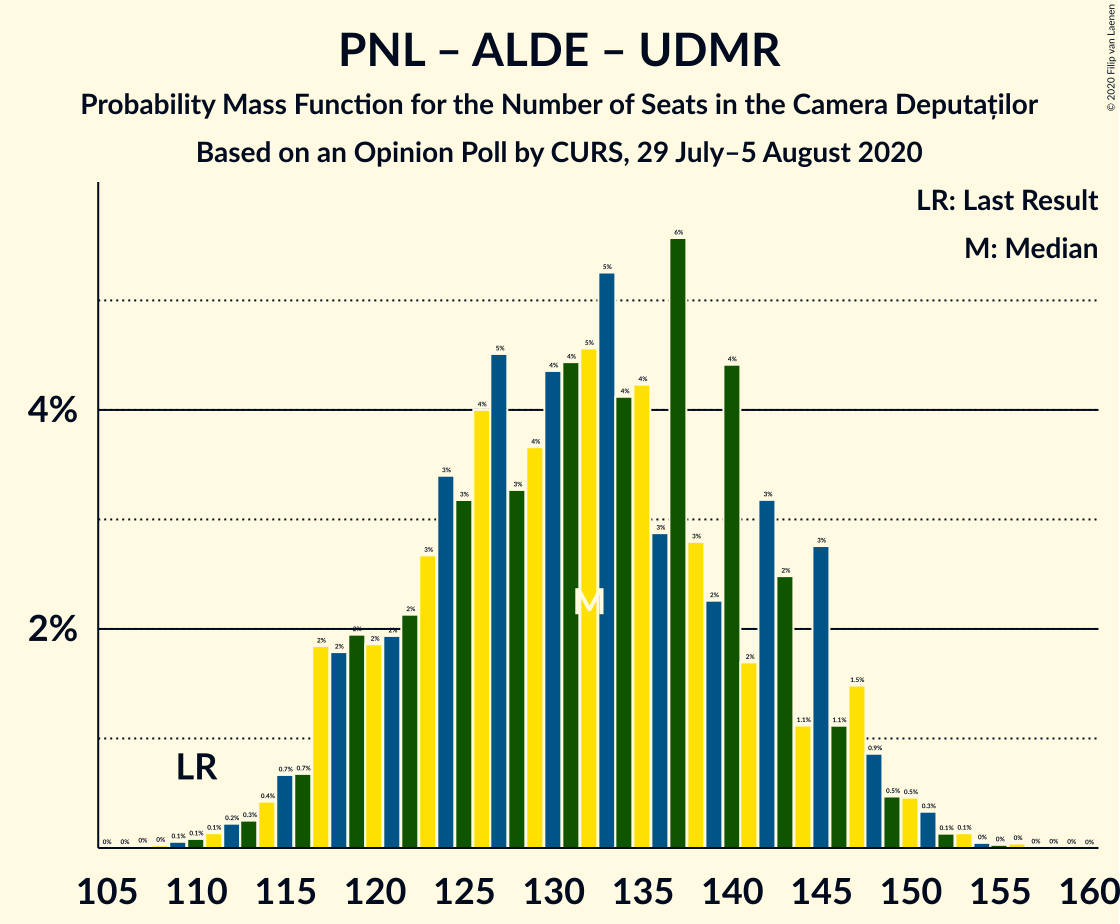 PNL – ALDE – UDMR
Probability Mass Function for the Number of Seats in the Camera Deputaților
Based on an Opinion Poll by CURS, 29 July–5 August 2020
© 2020 Filip van Laenen
LR: Last Result
M: Median
4%
2%
LR
M
0% 0% 0% 0% 0.1% 0.1% 0.1% 0.2% 0.3% 0.4% 0.7% 0.7% 2% 2% 2% 2% 2% 2% 3% 3% 3% 4% 5% 3% 4% 4% 4% 5% 5% 4% 4% 3% 6% 3% 2% 4% 2% 3% 2% 1.1% 3% 1.1% 1.5% 0.9% 0.5% 0.5% 0.3% 0.1% 0.1% 0% 0% 0% 0% 0% 0% 0%
105 110 115 120 125 130 135 140 145 150 155 160